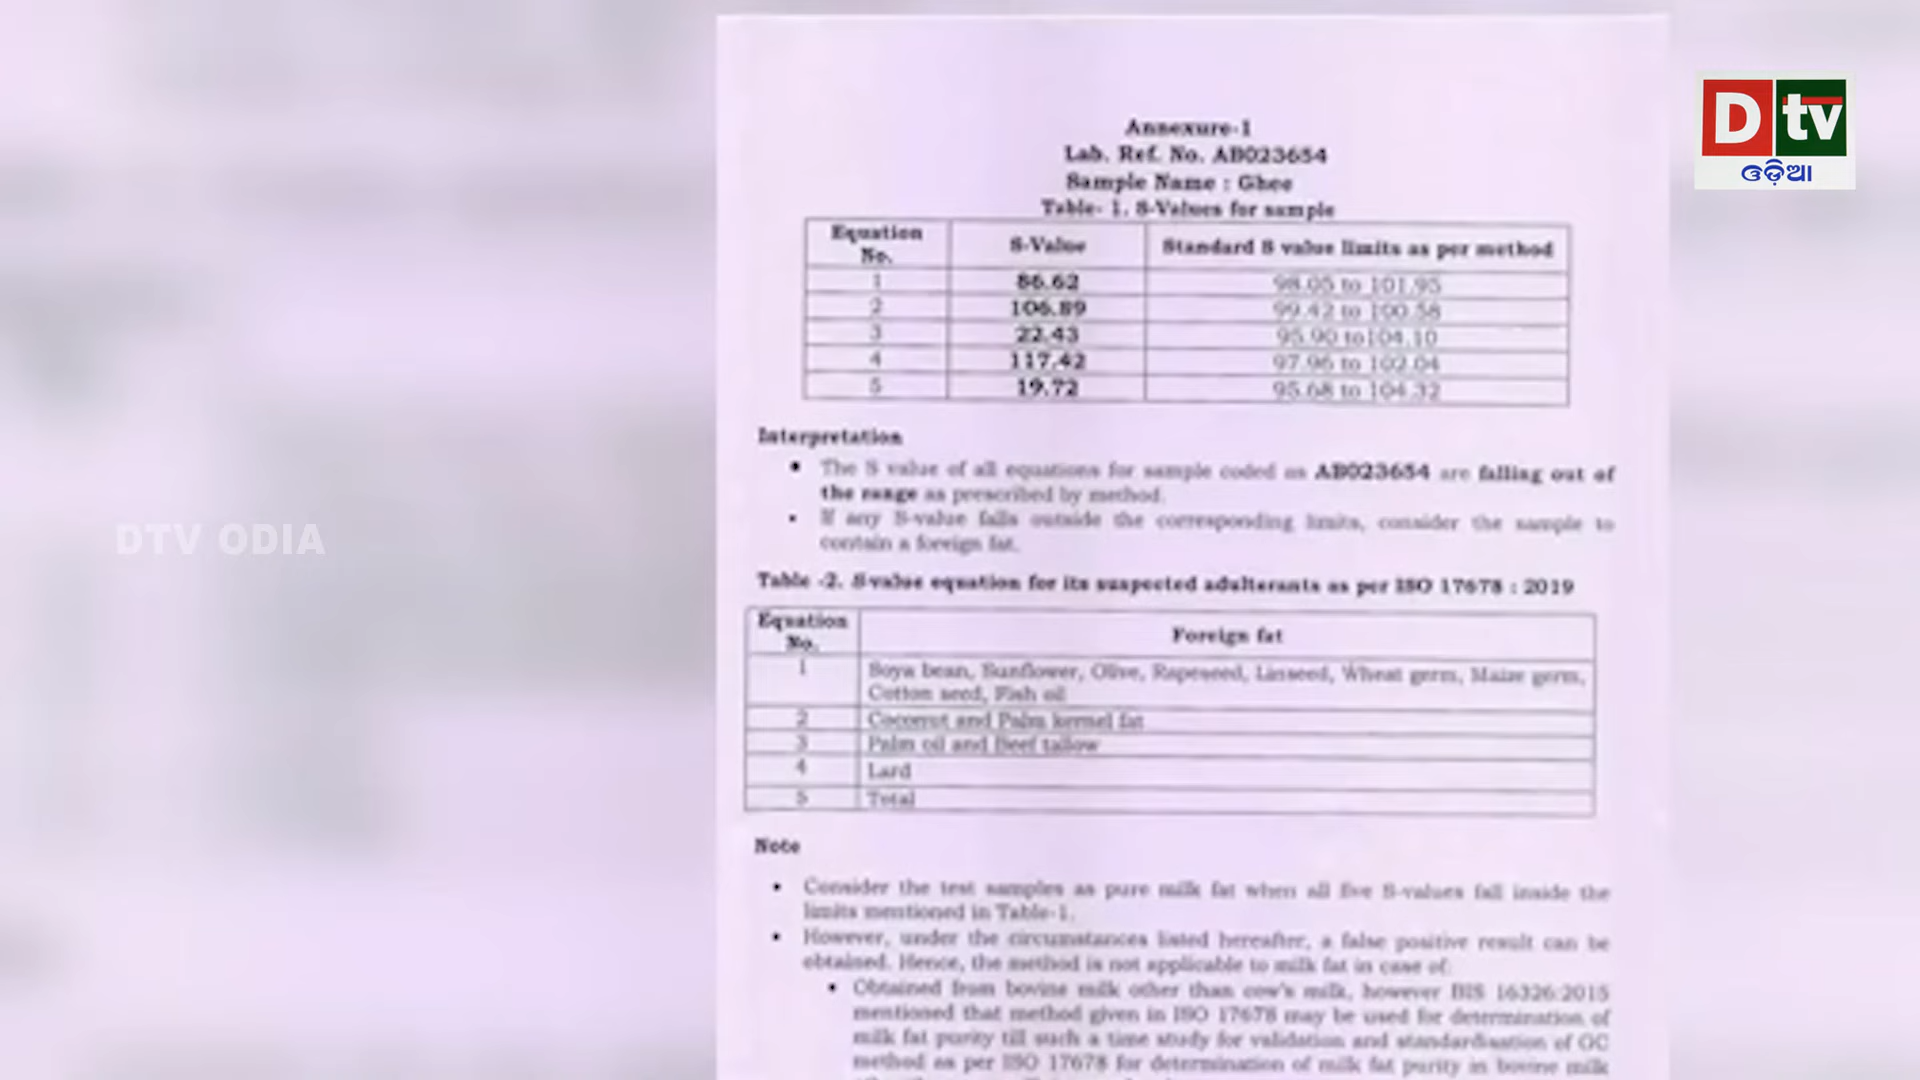 Annexure-1
Lab. Ref. No. AB023654
Sample Name : Ghee
Table- 1. S-Values for sample
Equation No. S-Value Standard S value limits as per method
1 86.62 98.05 to 101.95
2 106.89 99.42 to 100.58
3 22.43 95.90 to104.10
4 117.42 97.96 to 102.04
5 19.72 95.68 to 104.32
Interpretation
• The S value of all equations for sample coded as AB023654 are falling out of
the range as prescribed by method.
• If any S-value falls outside the corresponding limits, consider the sample to
contain a foreign fat.
Table -2. S-value equation for its suspected adulterants as per ISO 17678 : 2019
Equation No. Foreign fat
1 Soya bean, Sunflower, Olive, Rapeseed, Linseed, Wheat germ, Maize germ,
Cotton seed, Fish oil
2 Coconut and Palm kernel fat
3 Palm oil and Beef tallow
4 Lard
5 Total
Note
• Consider the test samples as pure milk fat when all five S-values fall inside the
limits mentioned in Table-1.
• However, under the circumstances listed hereafter, a false positive result can be
obtained. Hence, the method is not applicable to milk fat in case of:
• Obtained from bovine milk other than cow's milk, however BIS 16326:2015
mentioned that method given in ISO 17678 may be used for determination of
milk fat purity till such a time study for validation and standardisation of GC
method as per ISO 17678 for determination of milk fat purity in bovine milk
D tv
ଓଡ଼ିଆ
DTV ODIA